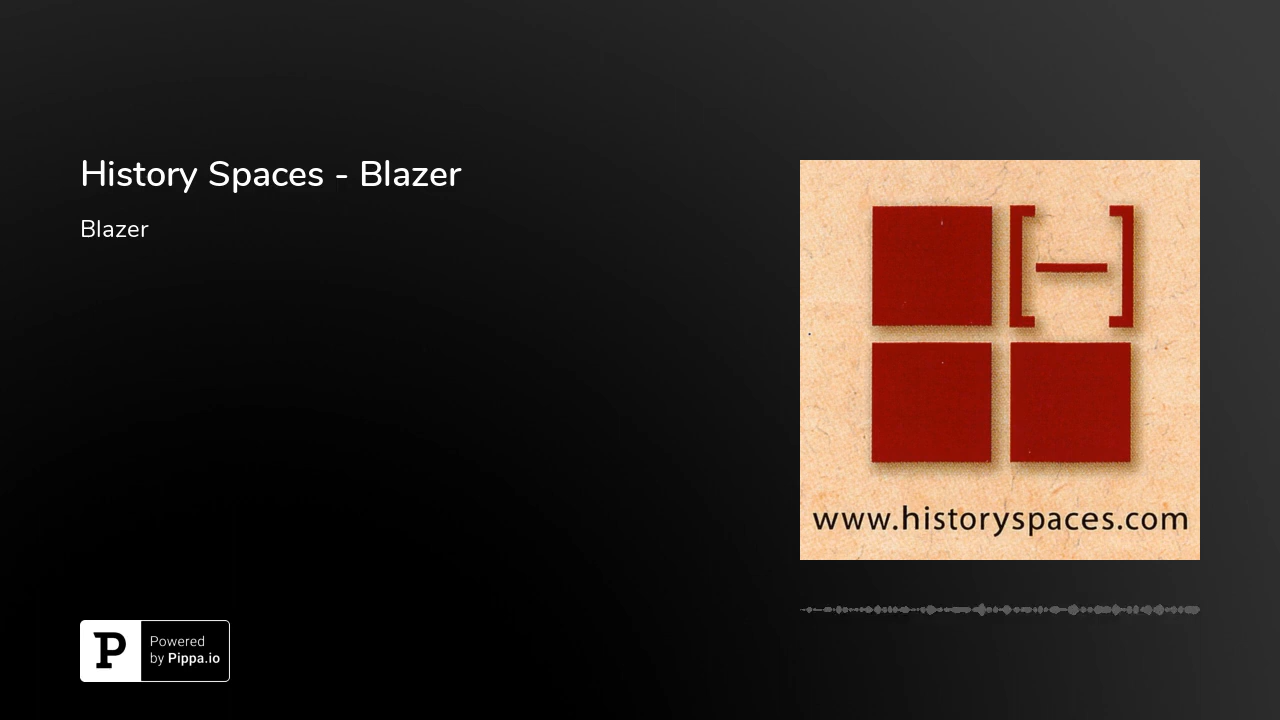 History Spaces - Blazer
Blazer
www.historyspaces.com
P
Powered
by Pippa.io